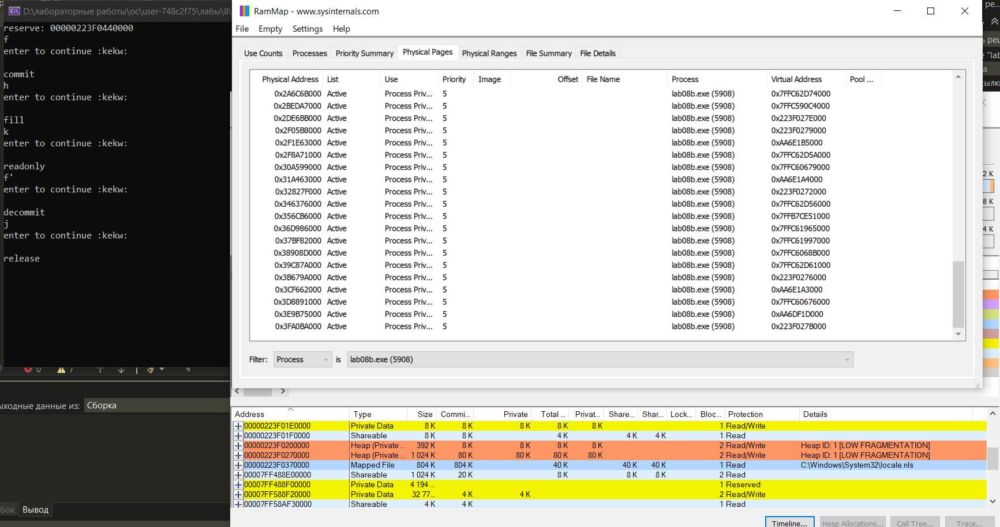 D:\лабораторные работы\ос\user-748c2f75\лабы\8\
reserve: 00000223F0440000
f
enter to continue :kekw:
commit
h
enter to continue :kekw:
fill
k
enter to continue :kekw:
readonly
f'
enter to continue :kekw:
decommit
j
enter to continue :kekw:
release
0
7
ыходные данные из: Сборка
бок Вывод
RamMap - www.sysinternals.com
File Empty Settings Help
Use Counts Processes Priority Summary Physical Pages Physical Ranges File Summary File Details
Physical Address List Use Priority Image Offset File Name Process Virtual Address Pool ...
0x2A6C6B000 Active Process Priv... 5 lab08b.exe (5908) 0x7FFC62D74000
0x2BEDA7000 Active Process Priv... 5 lab08b.exe (5908) 0x7FFC590C4000
0x2DE6BB000 Active Process Priv... 5 lab08b.exe (5908) 0x223F027E000
0x2F05B8000 Active Process Priv... 5 lab08b.exe (5908) 0x223F0279000
0x2F1E63000 Active Process Priv... 5 lab08b.exe (5908) 0xAA6E1B5000
0x2F8A71000 Active Process Priv... 5 lab08b.exe (5908) 0x7FFC62D5A000
0x30A599000 Active Process Priv... 5 lab08b.exe (5908) 0x7FFC60679000
0x31A463000 Active Process Priv... 5 lab08b.exe (5908) 0xAA6E1A4000
0x32827F000 Active Process Priv... 5 lab08b.exe (5908) 0x223F0272000
0x346376000 Active Process Priv... 5 lab08b.exe (5908) 0x7FFC62D56000
0x356CB6000 Active Process Priv... 5 lab08b.exe (5908) 0x7FFB7CE51000
0x36D986000 Active Process Priv... 5 lab08b.exe (5908) 0x7FFC61965000
0x37BF82000 Active Process Priv... 5 lab08b.exe (5908) 0x7FFC61997000
0x38908D000 Active Process Priv... 5 lab08b.exe (5908) 0x7FFC6068B000
0x39C87A000 Active Process Priv... 5 lab08b.exe (5908) 0x7FFC62D61000
0x3B679A000 Active Process Priv... 5 lab08b.exe (5908) 0x223F0276000
0x3CF662000 Active Process Priv... 5 lab08b.exe (5908) 0xAA6E1A3000
0x3D8891000 Active Process Priv... 5 lab08b.exe (5908) 0x7FFC60676000
0x3E9B75000 Active Process Priv... 5 lab08b.exe (5908) 0xAA6DF1D000
0x3FA0BA000 Active Process Priv... 5 lab08b.exe (5908) 0x223F027B000
Filter: Process is lab08b.exe (5908)
ре...
ь реш
е "lab
а
сылки
2 K
8 K
4 K
Address Type Size Commi... Private Total ... Privat... Share... Shar... Lock... Bloc... Protection Details
00000223F01E0000 Private Data 8 K 8 K 8 K 8 K 8 K 1 Read/Write
00000223F01F0000 Shareable 8 K 8 K 4 K 4 K 4 K 1 Read
00000223F0200000 Heap (Private ... 392 K 8 K 8 K 8 K 8 K 2 Read/Write Heap ID: 1 [LOW FRAGMENTATION]
00000223F0270000 Heap (Private ... 1 024 K 80 K 80 K 80 K 80 K 2 Read/Write Heap ID: 1 [LOW FRAGMENTATION]
00000223F0370000 Mapped File 804 K 804 K 40 K 40 K 40 K 1 Read C:\Windows\System32\locale.nls
00007FF488E00000 Shareable 1 024 K 20 K 8 K 8 K 8 K 2 Read
00007FF488F00000 Private Data 4 194 ... 1 Reserved
00007FF588F20000 Private Data 32 77... 4 K 4 K 2 Read/Write
00007FF58AF30000 Shareable 4 K 4 K 1 Read
Timeline... Heap Allocations... Call Tree... Trace...